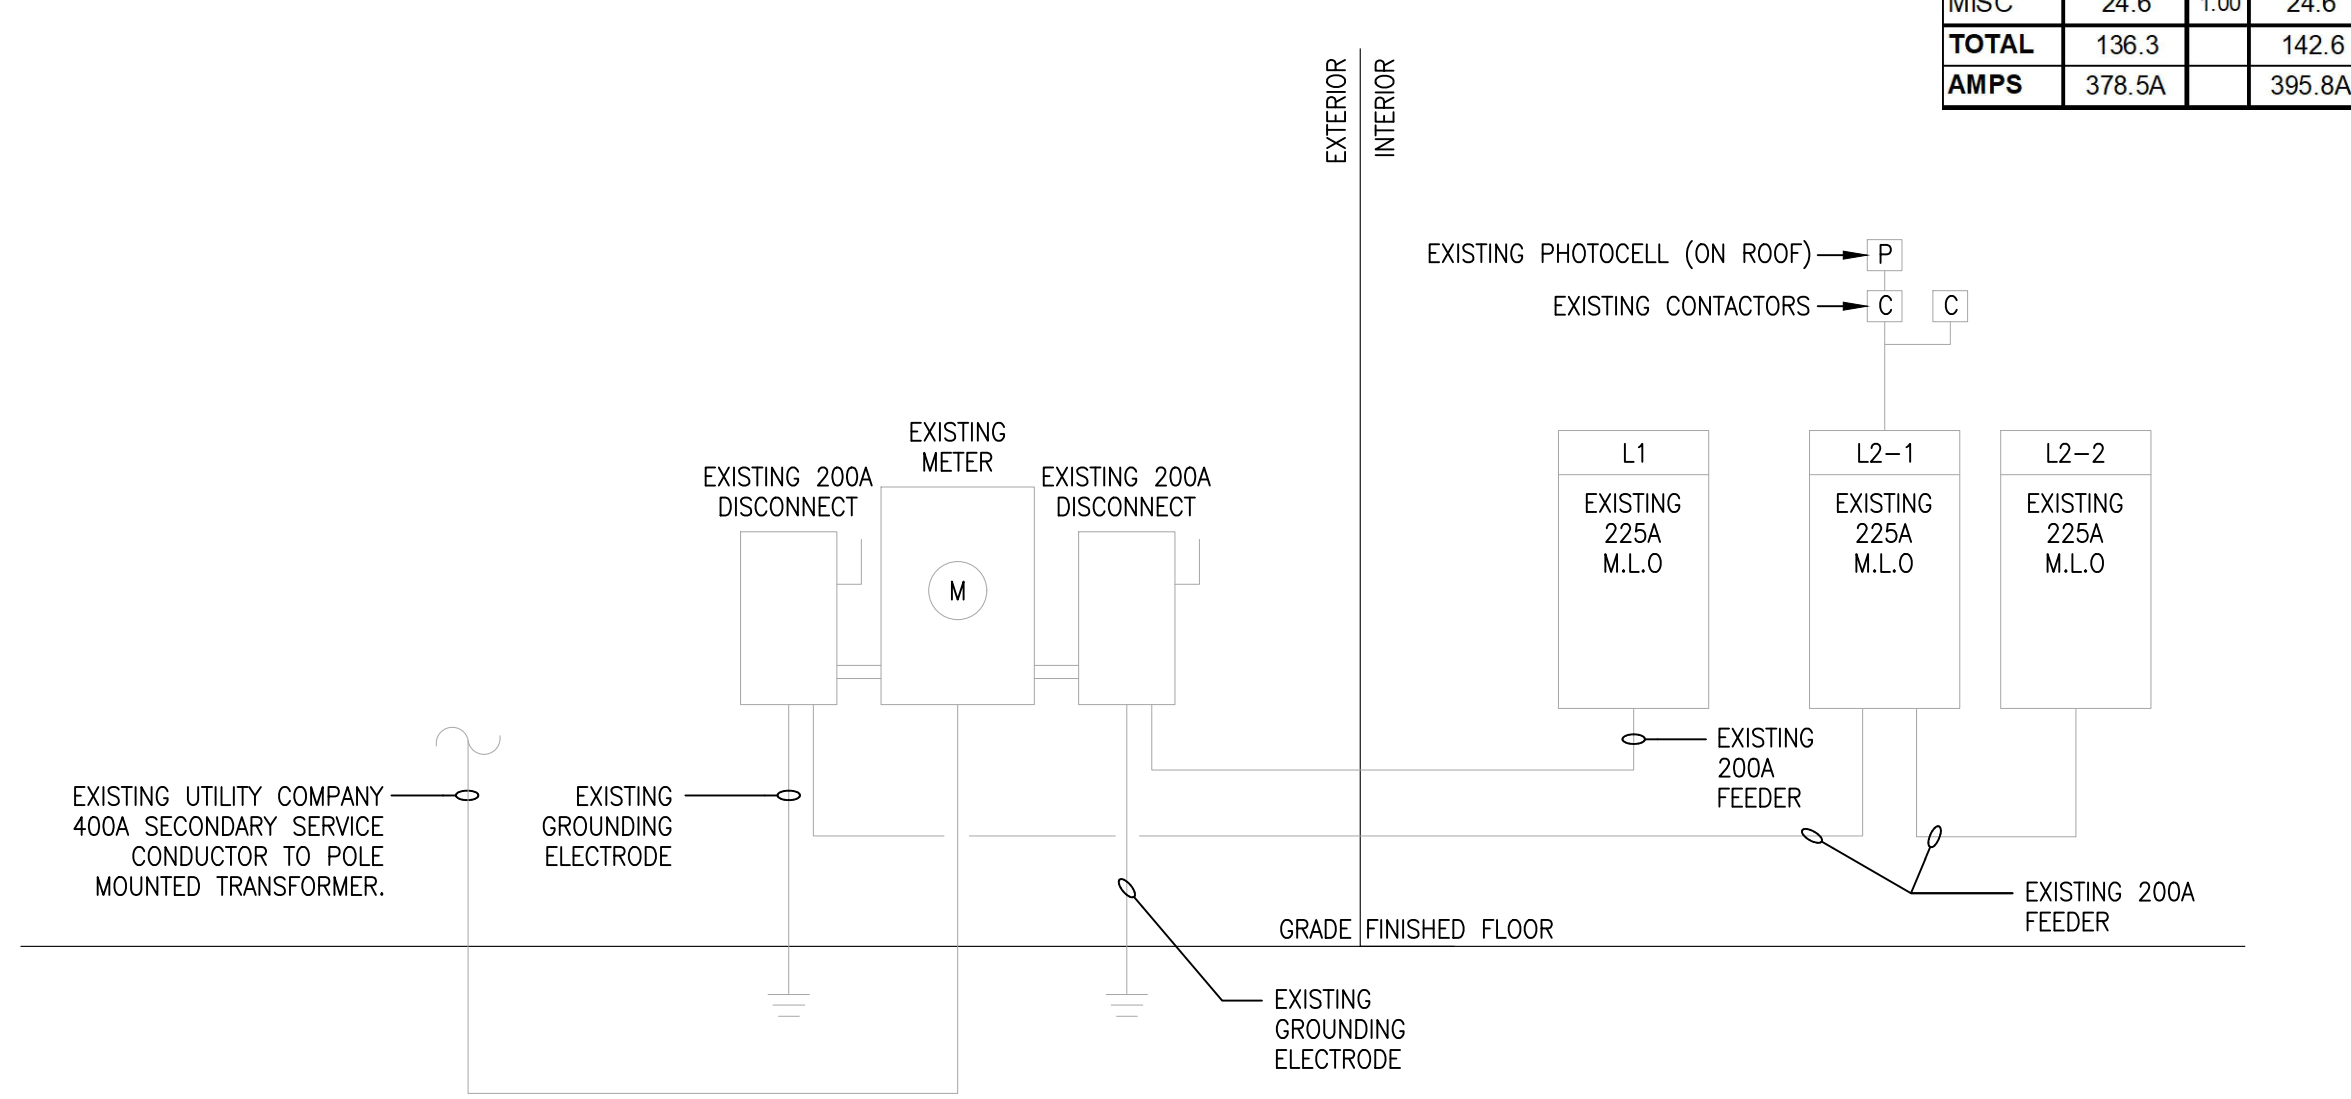 MISC 24.6 1.00 24.6
TOTAL 136.3 142.6
AMPS 378.5A 395.8A
EXTERIOR
INTERIOR
EXISTING PHOTOCELL (ON ROOF)
P
EXISTING CONTACTORS
C
C
EXISTING
METER
EXISTING 200A
DISCONNECT
EXISTING 200A
DISCONNECT
M
L1
EXISTING
225A
M.L.O
L2-1
EXISTING
225A
M.L.O
L2-2
EXISTING
225A
M.L.O
EXISTING
200A
FEEDER
EXISTING UTILITY COMPANY
400A SECONDARY SERVICE
CONDUCTOR TO POLE
MOUNTED TRANSFORMER.
EXISTING
GROUNDING
ELECTRODE
EXISTING 200A
FEEDER
GRADE
FINISHED FLOOR
EXISTING
GROUNDING
ELECTRODE